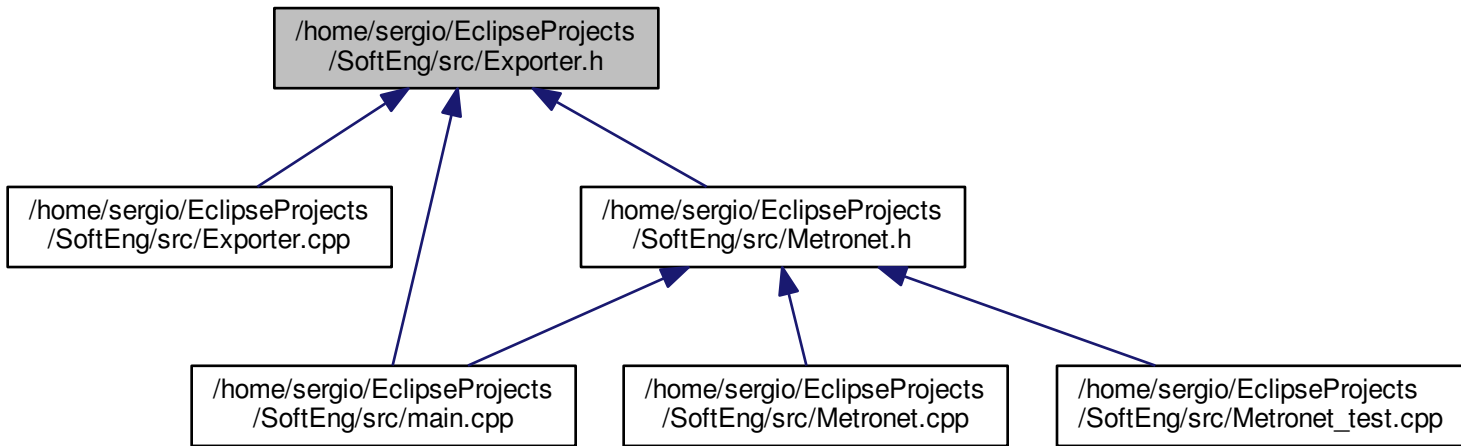 /home/sergio/EclipseProjects
/SoftEng/src/Exporter.h
/home/sergio/EclipseProjects
/SoftEng/src/Exporter.cpp
/home/sergio/EclipseProjects
/SoftEng/src/Metronet.h
/home/sergio/EclipseProjects
/SoftEng/src/main.cpp
/home/sergio/EclipseProjects
/SoftEng/src/Metronet.cpp
/home/sergio/EclipseProjects
/SoftEng/src/Metronet_test.cpp